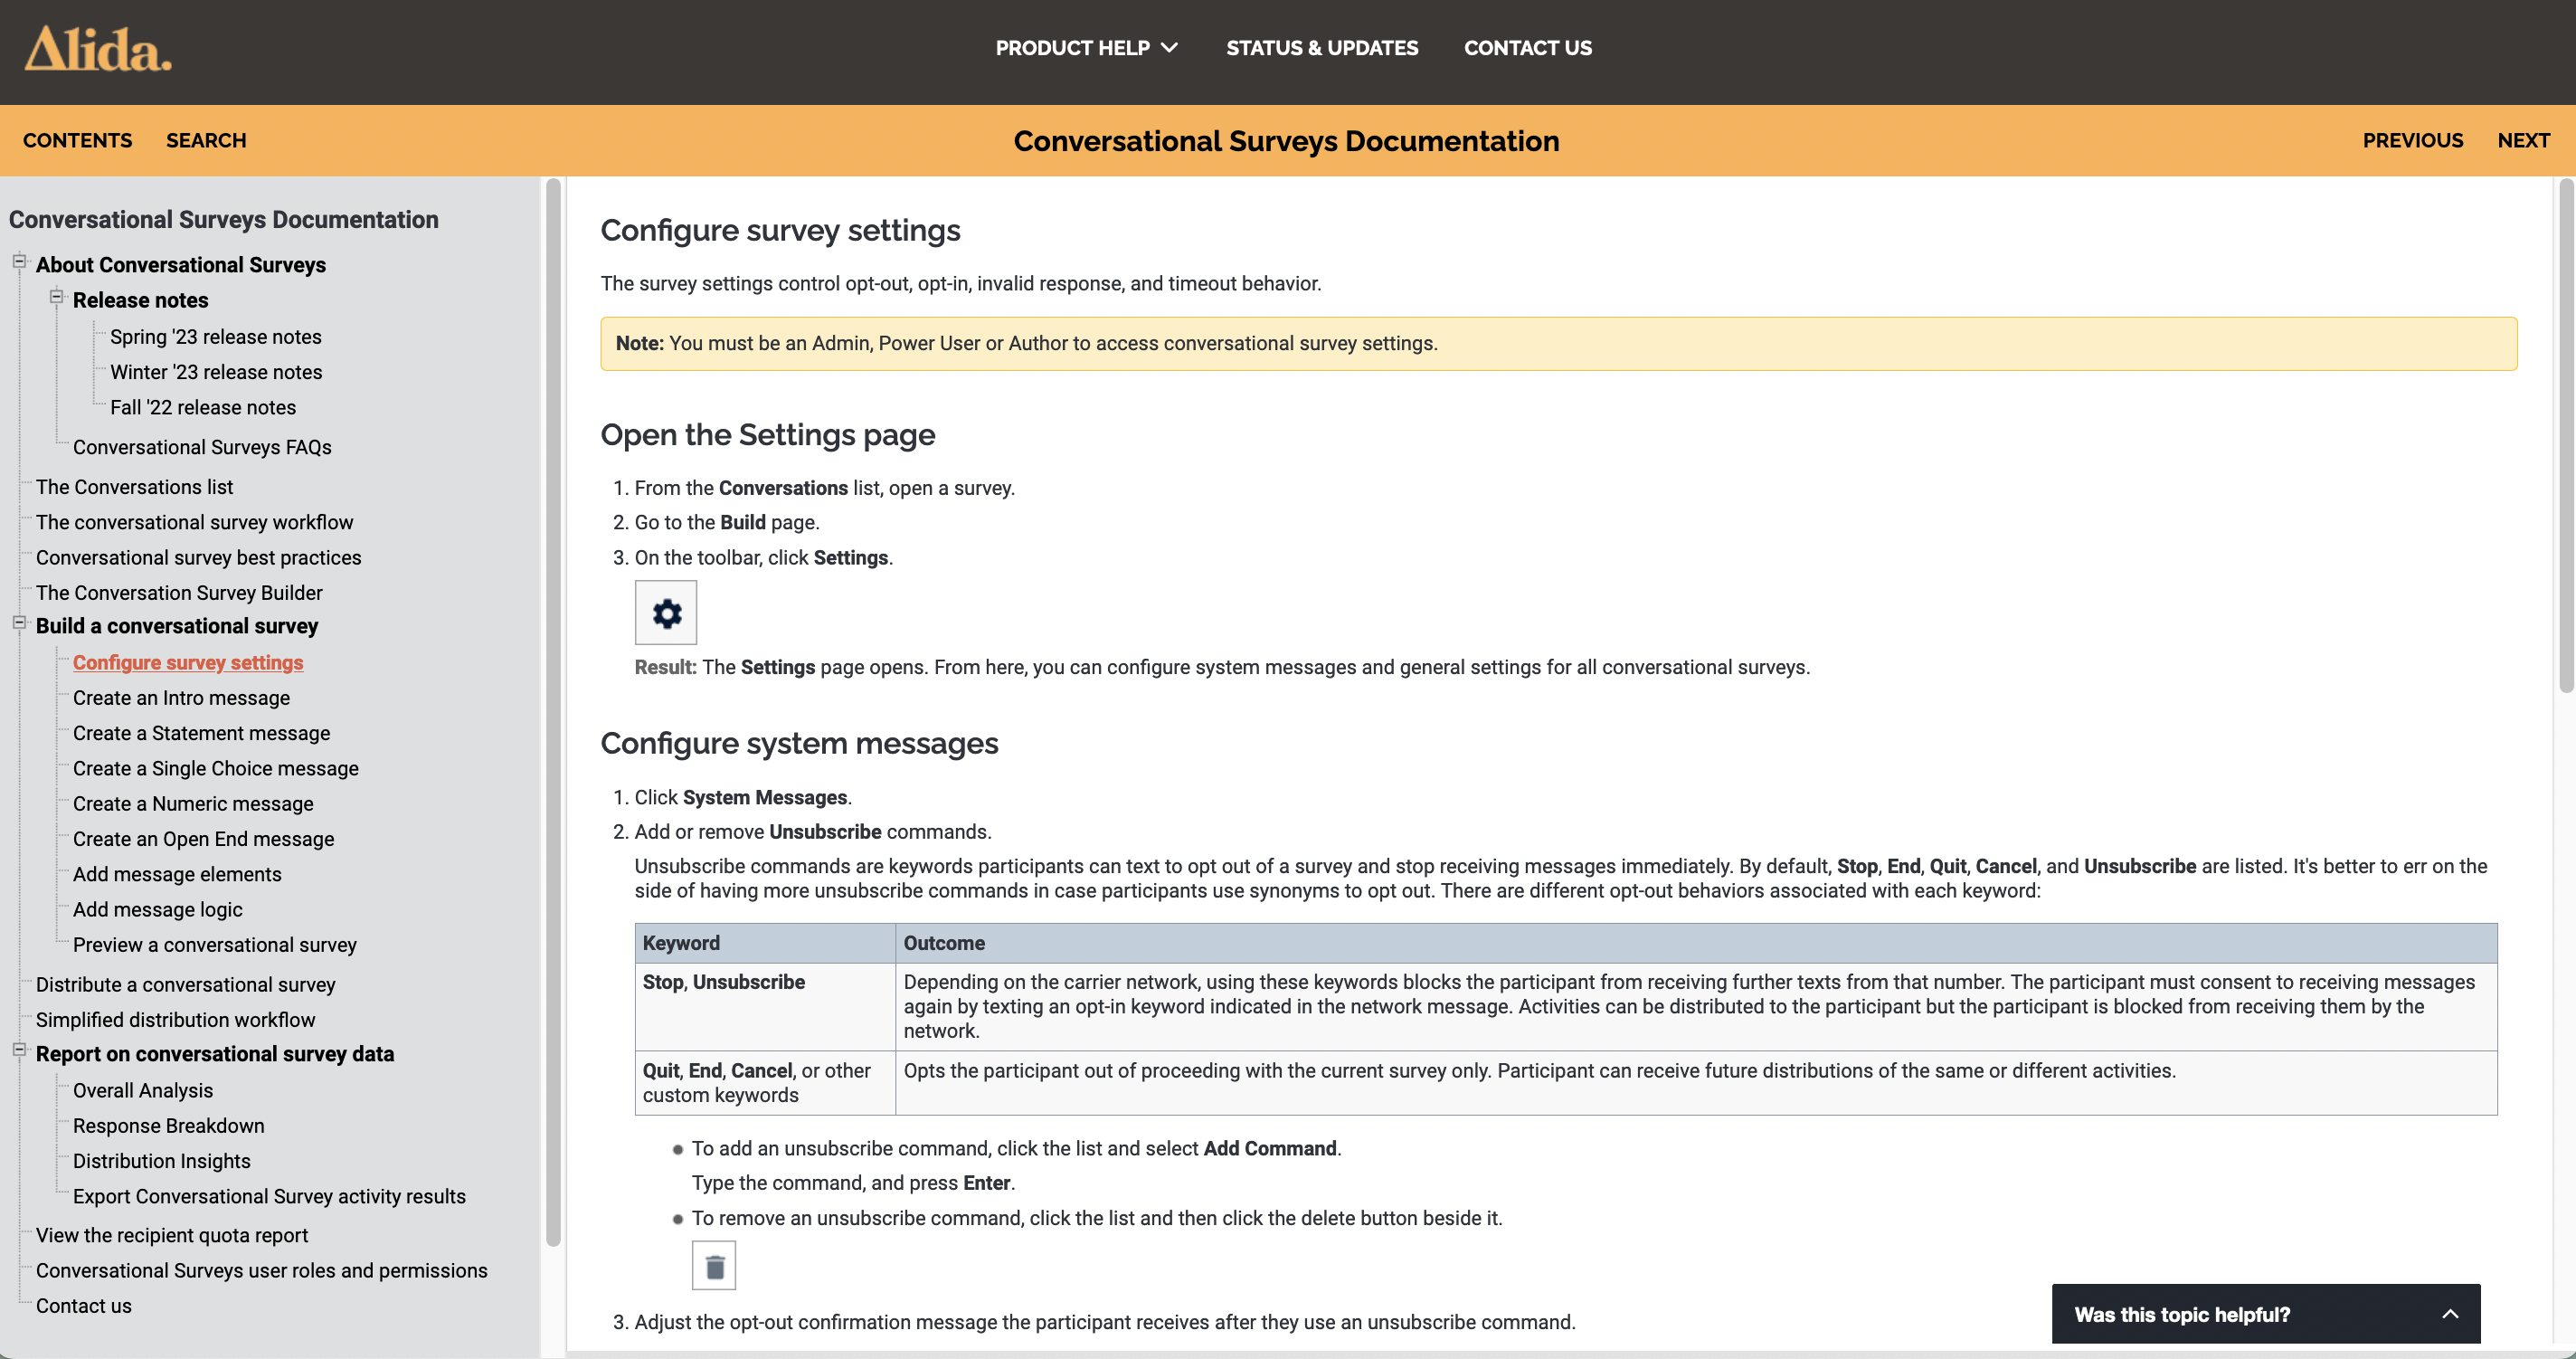 Alida.
PRODUCT HELP
STATUS & UPDATES
CONTACT US
CONTENTS
SEARCH
Conversational Surveys Documentation
PREVIOUS
NEXT
Conversational Surveys Documentation
About Conversational Surveys
Release notes
Spring '23 release notes
Winter '23 release notes
Fall '22 release notes
Conversational Surveys FAQs
The Conversations list
The conversational survey workflow
Conversational survey best practices
The Conversation Survey Builder
Build a conversational survey
Configure survey settings
Create an Intro message
Create a Statement message
Create a Single Choice message
Create a Numeric message
Create an Open End message
Add message elements
Add message logic
Preview a conversational survey
Distribute a conversational survey
Simplified distribution workflow
Report on conversational survey data
Overall Analysis
Response Breakdown
Distribution Insights
Export Conversational Survey activity results
View the recipient quota report
Conversational Surveys user roles and permissions
Contact us
Configure survey settings
The survey settings control opt-out, opt-in, invalid response, and timeout behavior.
Note: You must be an Admin, Power User or Author to access conversational survey settings.
Open the Settings page
1. From the Conversations list, open a survey.
2. Go to the Build page.
3. On the toolbar, click Settings.
Result: The Settings page opens. From here, you can configure system messages and general settings for all conversational surveys.
Configure system messages
1. Click System Messages.
2. Add or remove Unsubscribe commands.
Unsubscribe commands are keywords participants can text to opt out of a survey and stop receiving messages immediately. By default, Stop, End, Quit, Cancel, and Unsubscribe are listed. It's better to err on the
side of having more unsubscribe commands in case participants use synonyms to opt out. There are different opt-out behaviors associated with each keyword:
Keyword
Outcome
Stop, Unsubscribe
Depending on the carrier network, using these keywords blocks the participant from receiving further texts from that number. The participant must consent to receiving messages
again by texting an opt-in keyword indicated in the network message. Activities can be distributed to the participant but the participant is blocked from receiving them by the
network.
Quit, End, Cancel, or other
custom keywords
Opts the participant out of proceeding with the current survey only. Participant can receive future distributions of the same or different activities.
To add an unsubscribe command, click the list and select Add Command.
Type the command, and press Enter.
To remove an unsubscribe command, click the list and then click the delete button beside it.
3. Adjust the opt-out confirmation message the participant receives after they use an unsubscribe command.
Was this topic helpful?